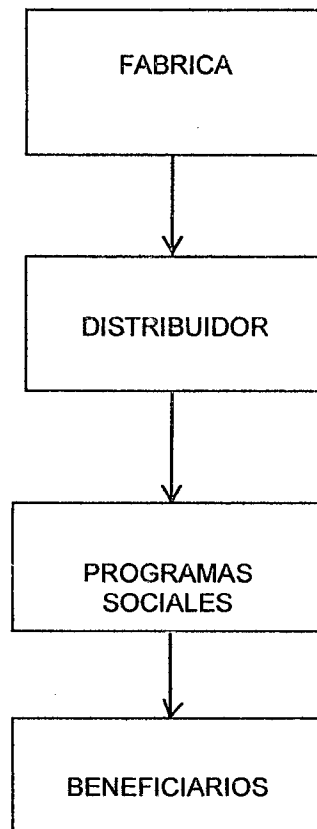 FABRICA
DISTRIBUIDOR
PROGRAMAS
SOCIALES
BENEFICIARIOS